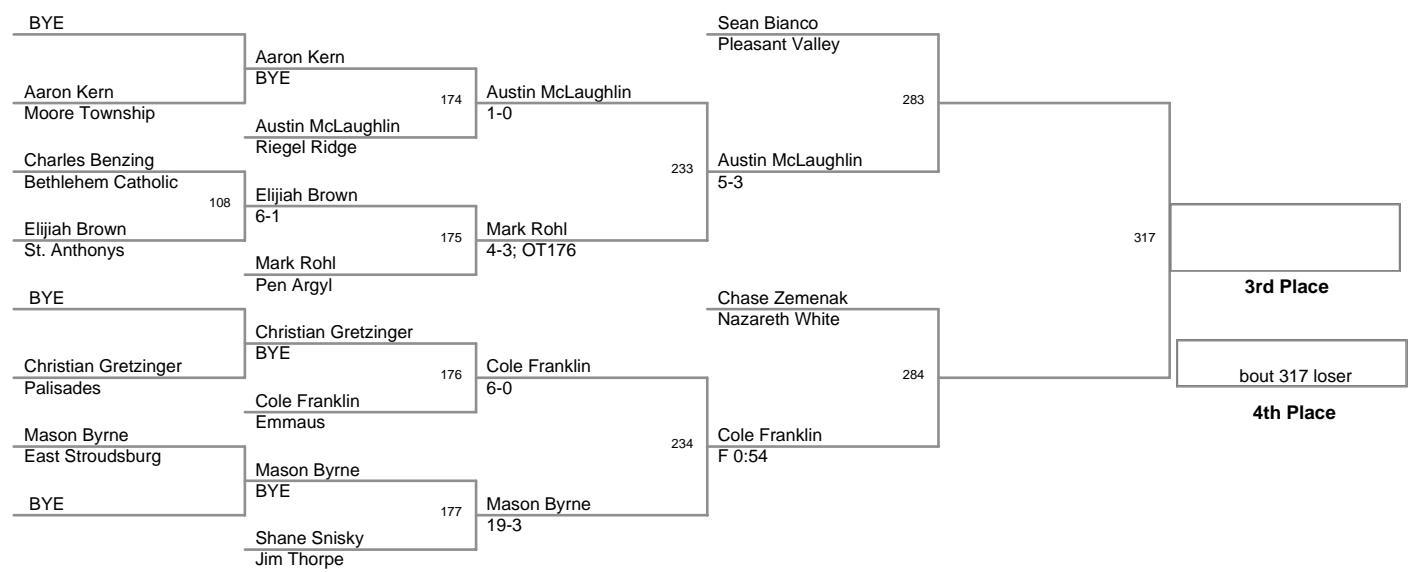 BYE
Aaron Kern
Moore Township
Charles Benzing
Bethlehem Catholic
108
Elijiah Brown
St. Anthonys
BYE
Christian Gretzinger
Palisades
Mason Byrne
East Stroudsburg
BYE
Aaron Kern
BYE
174
Austin McLaughlin
Riegel Ridge
Elijiah Brown
6-1
175
Mark Rohl
Pen Argyl
Christian Gretzinger
BYE
176
Cole Franklin
Emmaus
Mason Byrne
BYE
177
Shane Snisky
Jim Thorpe
Austin McLaughlin
1-0
233
Mark Rohl
4-3; OT176
Cole Franklin
6-0
234
Mason Byrne
19-3
Sean Bianco
Pleasant Valley
283
Austin McLaughlin
5-3
Chase Zemenak
Nazareth White
284
Cole Franklin
F 0:54
317
3rd Place
bout 317 loser
4th Place